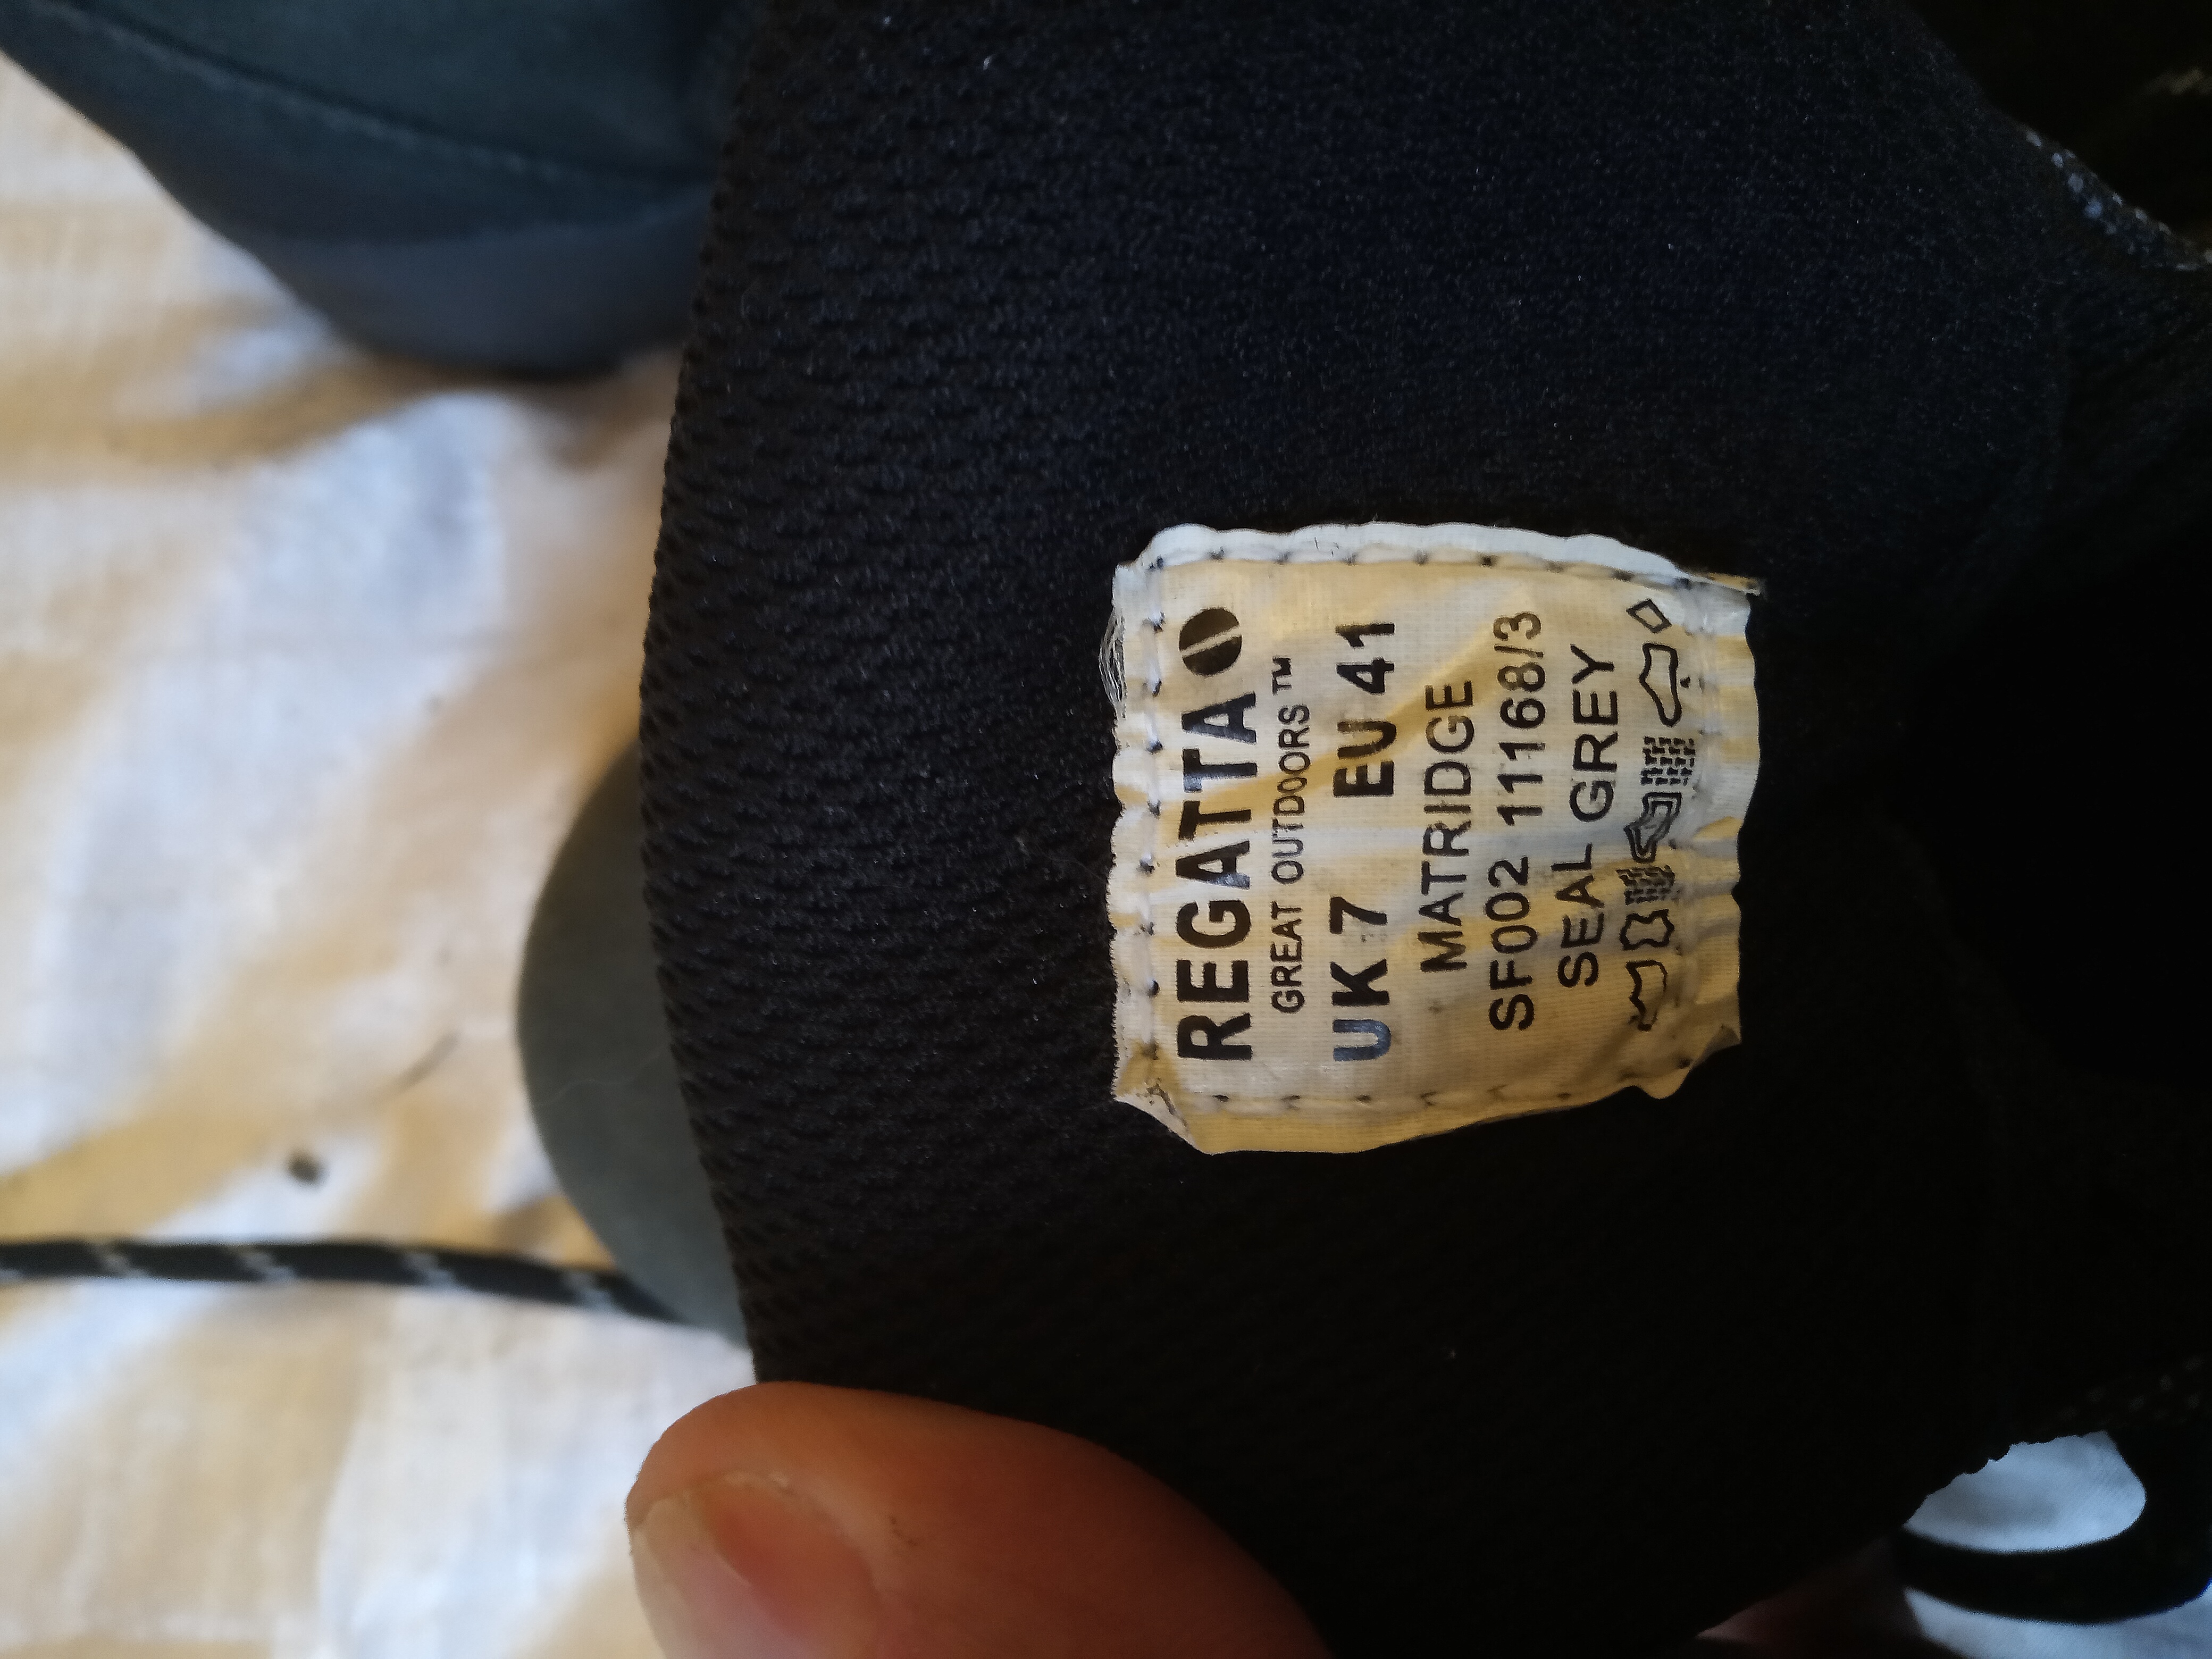 REGATTA
GREAT OUTDOORS™
UK 7 EU 41
MATRIDGE
SF002 11168/3
SEAL GREY